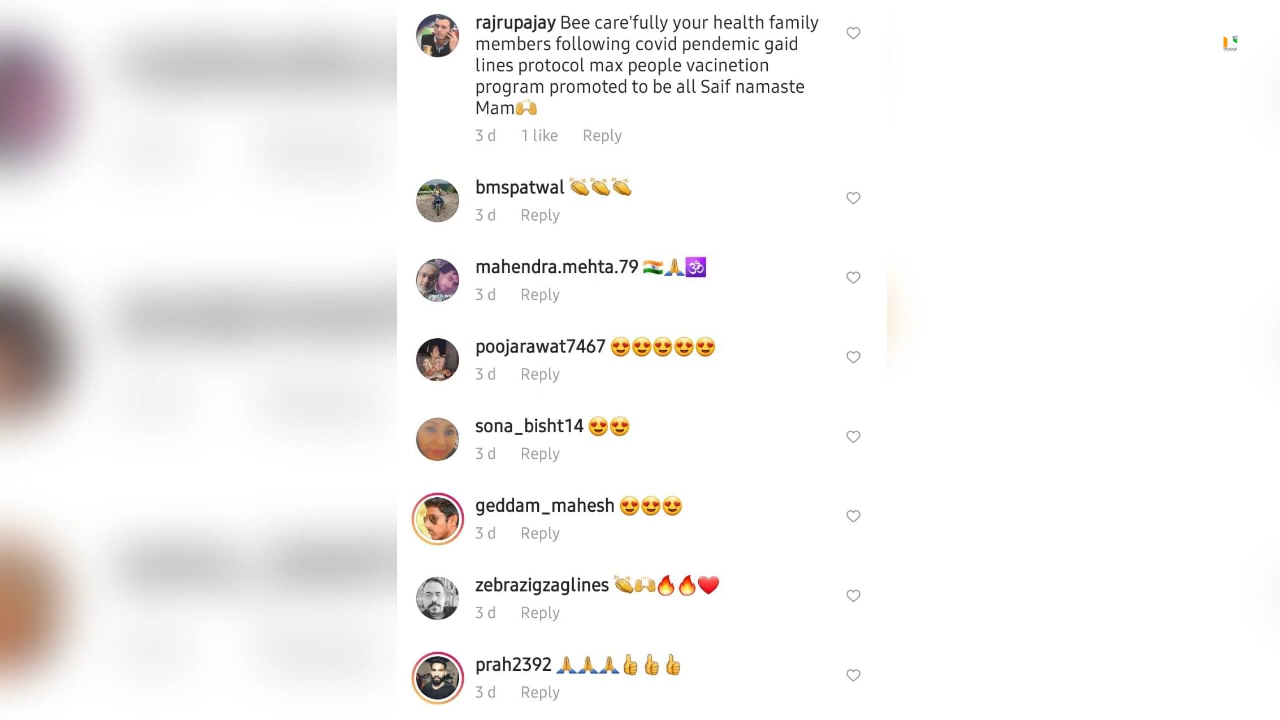 rajrupajay Bee care'fully your health family
members following covid pendemic gaid
lines protocol max people vacinetion
program promoted to be all Saif namaste
Mam🙌
3 d 1 like Reply
bmspatwal 👏👏👏
3 d Reply
mahendra.mehta.79 🇮🇳🙏🕉
3 d Reply
poojarawat7467 😍😍😍😍😍
3 d Reply
sona_bisht14 😍😍
3 d Reply
geddam_mahesh 😍😍😍
3 d Reply
zebrazigzaglines 👏🙌🔥🔥❤
3 d Reply
prah2392 🙏🙏🙏👍👍👍
3 d Reply